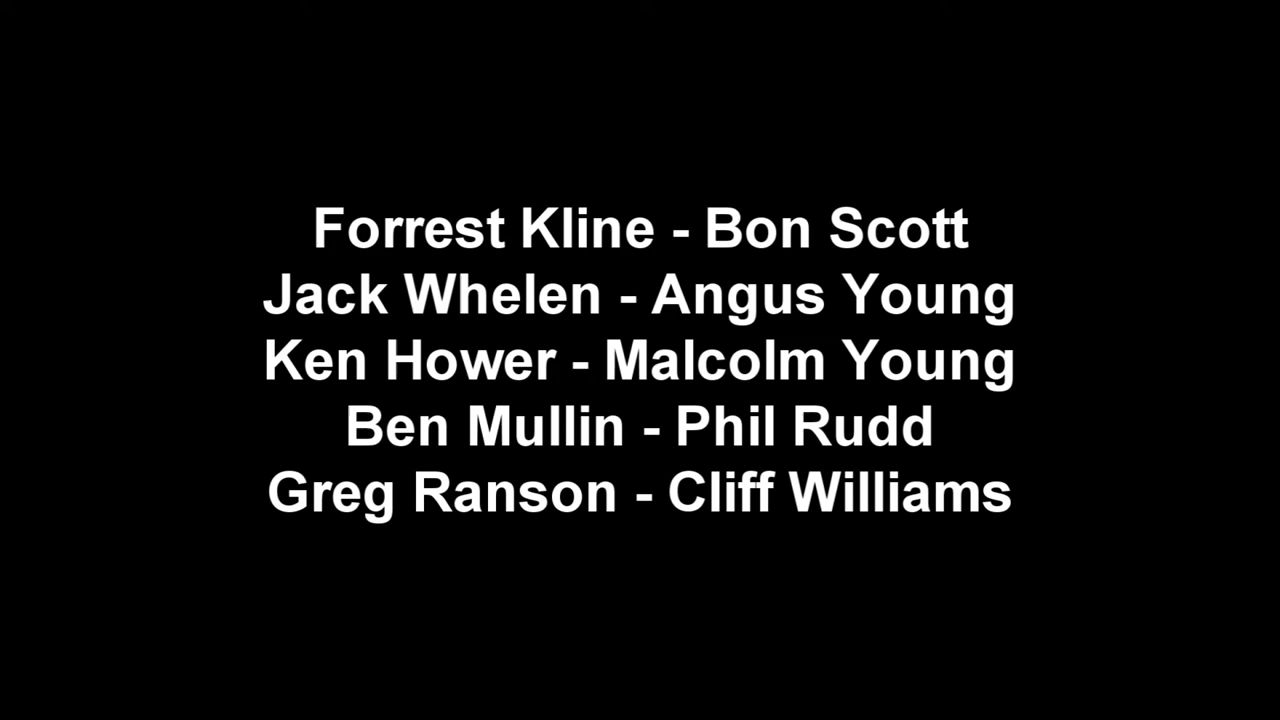 Forrest Kline - Bon Scott
Jack Whelen - Angus Young
Ken Hower - Malcolm Young
Ben Mullin - Phil Rudd
Greg Ranson - Cliff Williams